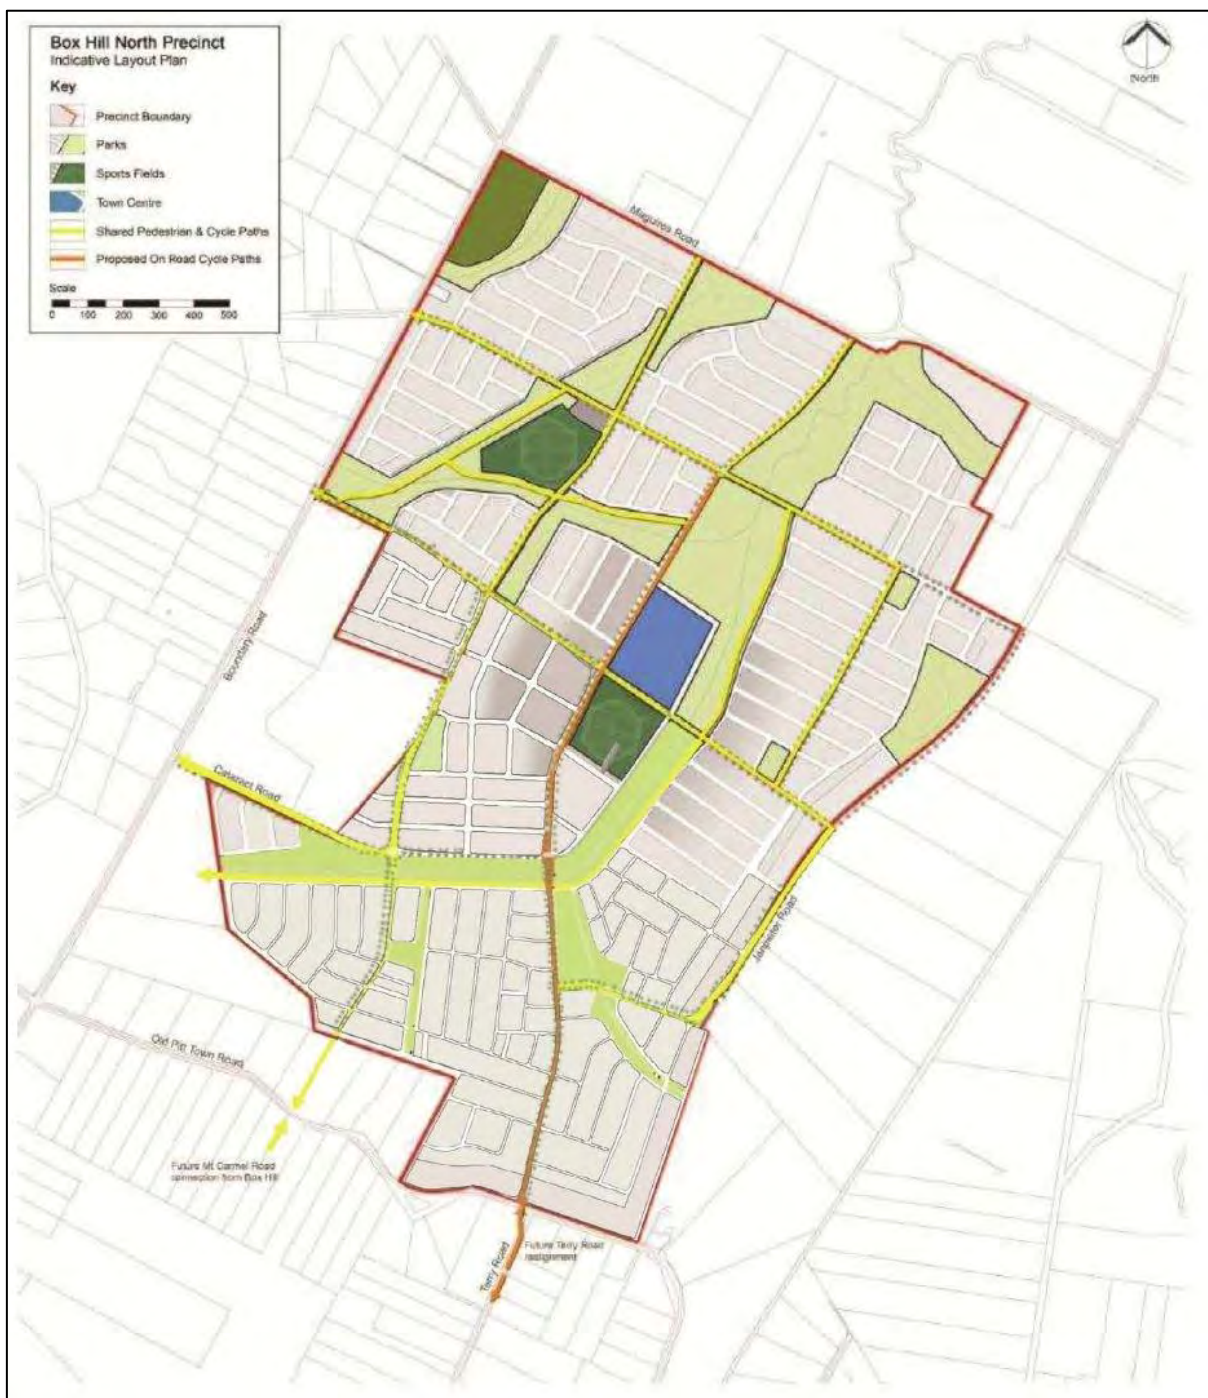 Box Hill North Precinct
Indicative Layout Plan
Key
Precinct Boundary
Parks
Sports Fields
Town Centre
Shared Pedestrian & Cycle Paths
Proposed On Road Cycle Paths
Scale
0 100 200 300 400 500
North
Maguires Road
Boundary Road
Cataract Road
Janpieter Road
Old Pitt Town Road
Future Mt Carmel Road
connection from Box Hill
Future Terry Road
realignment
Terry Road